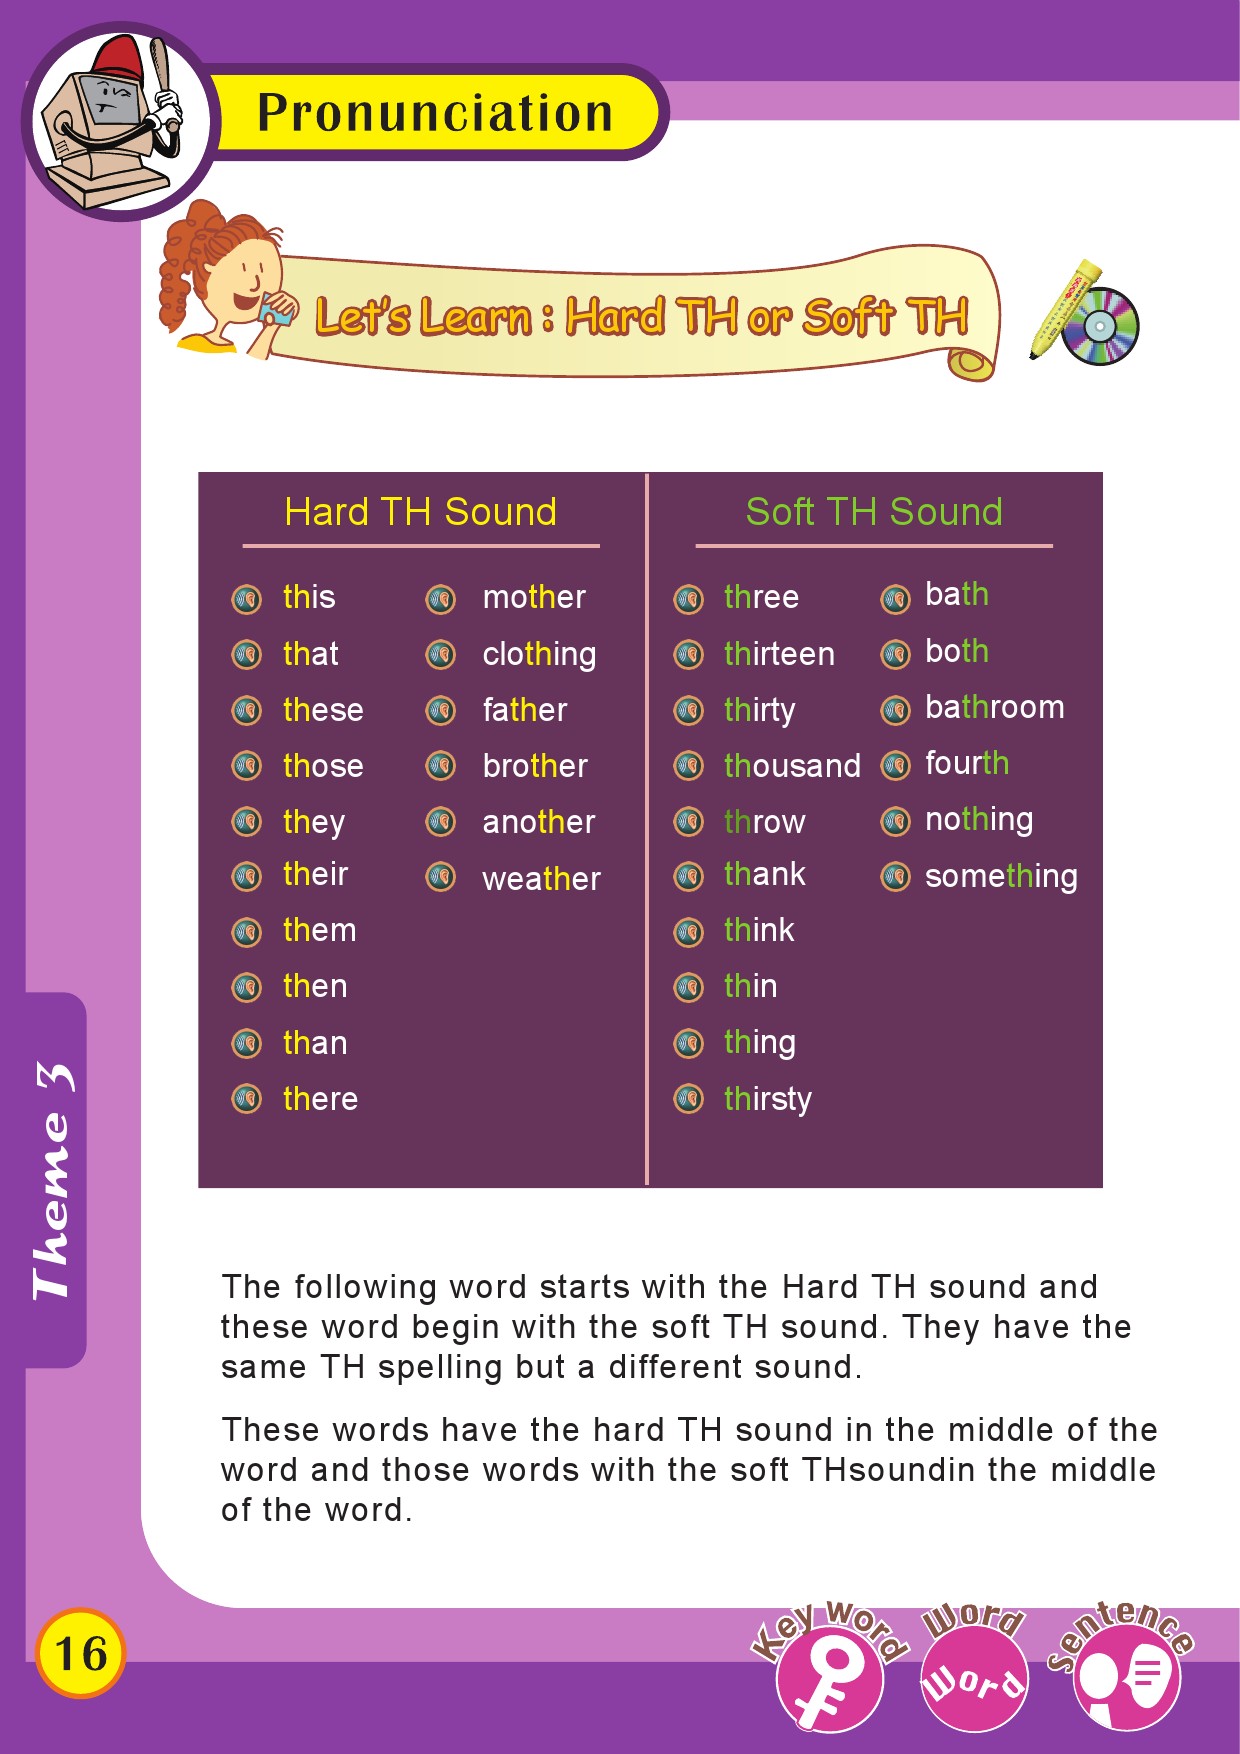 Pronunciation
Let's Learn : Hard TH or Soft TH
Hard TH Sound
this
that
these
those
they
their
them
then
than
there
mother
clothing
father
brother
another
weather
Soft TH Sound
three
thirteen
thirty
thousand
throw
thank
think
thin
thing
thirsty
bath
both
bathroom
fourth
nothing
something
The following word starts with the Hard TH sound and
these word begin with the soft TH sound. They have the
same TH spelling but a different sound.
These words have the hard TH sound in the middle of the
word and those words with the soft THsoundin the middle
of the word.
Theme 3
16
Key word
Word
Word
Sentence